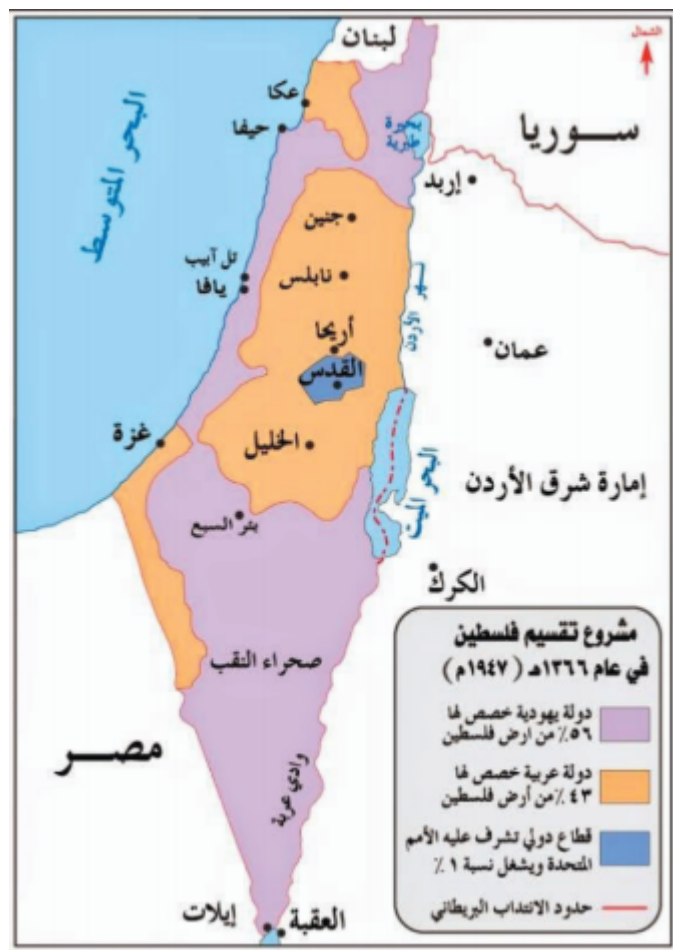 لبنان
الشمال
سوريا
عكا
حيفا
بحيرة
طبرية
إربد
البحر المتوسط
جنين
تل آبيب
يافا
نابلس
نهر الأردن
أريحا
القدس
عمان
غزة
الخليل
البحر الميت
إمارة شرق الأردن
بئر السبع
الكرك
صحراء النقب
مصر
وادي عربة
إيلات
العقبة
مشروع تقسيم فلسطين
في عام ١٣٦٦هـ (١٩٤٧م)
دولة يهودية خصص لها
٥٦٪ من ارض فلسطين
دولة عربية خصص لها
٤٣٪ من أرض فلسطين
قطاع دولي تشرف عليه الأمم
المتحدة ويشغل نسبة ١٪
حدود الانتداب البريطاني